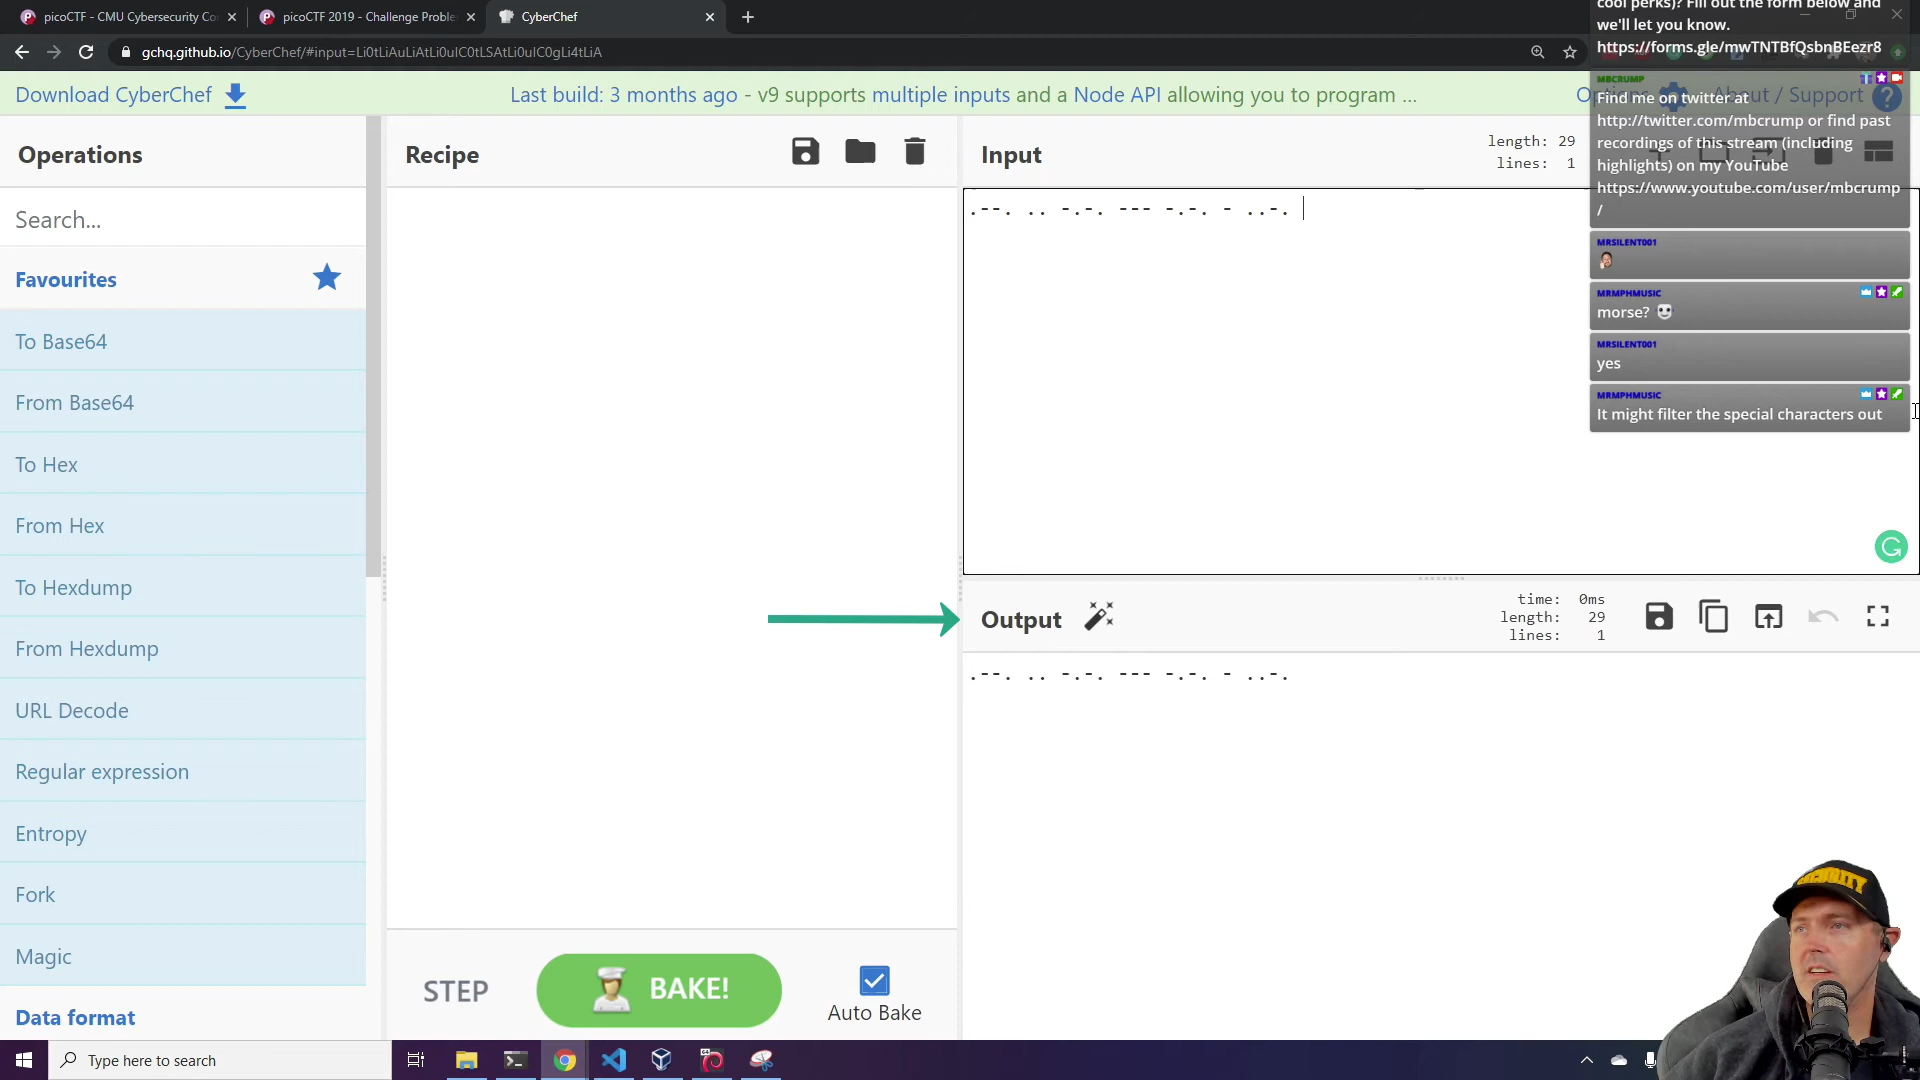 picoCTF - CMU Cybersecurity Co
picoCTF 2019 - Challenge Proble
CyberChef
gchq.github.io/CyberChef/#input=Li0tLiAuLiAtLi0uIC0tLSAtLi0uIC0gLi4tLiA
cool perks)? Fill out the form below and
we'll let you know.
https://forms.gle/mwTNTBfQsbnBEezr8
Download CyberChef
Last build: 3 months ago - v9 supports multiple inputs and a Node API allowing you to program ...
Options
About / Support
MBCRUMP
Find me on twitter at
http://twitter.com/mbcrump or find past
recordings of this stream (including
highlights) on my YouTube
https://www.youtube.com/user/mbcrump
/
MRSILENT001
MRMPHMUSIC
morse?
MRSILENT001
yes
MRMPHMUSIC
It might filter the special characters out
Operations
Search...
Favourites
To Base64
From Base64
To Hex
From Hex
To Hexdump
From Hexdump
URL Decode
Regular expression
Entropy
Fork
Magic
Data format
Recipe
STEP
BAKE!
Auto Bake
Input
length: 29
lines: 1
.--. .. -.-. --- -.-. - ..-.
Output
time: 0ms
length: 29
lines: 1
.--. .. -.-. --- -.-. - ..-.
SECURITY
Type here to search